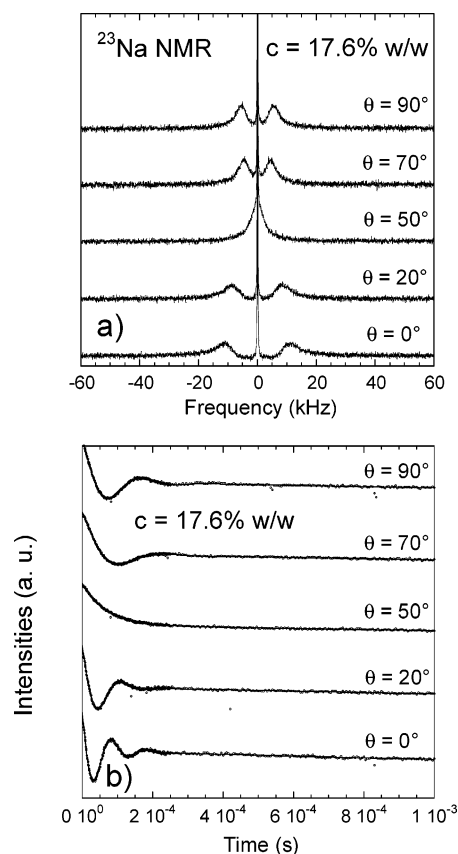 ²³Na NMR c = 17.6% w/w
θ = 90°
θ = 70°
θ = 50°
θ = 20°
θ = 0°
a)
-60 -40 -20 0 20 40 60
Frequency (kHz)
θ = 90°
c = 17.6% w/w
θ = 70°
θ = 50°
θ = 20°
θ = 0°
b)
Intensities (a. u.)
0 10⁰ 2 10⁻⁴ 4 10⁻⁴ 6 10⁻⁴ 8 10⁻⁴ 1 10⁻³
Time (s)